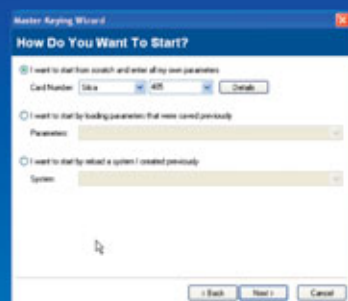 Master Keying Wizard
How Do You Want To Start?
I want to start from scratch and enter all my own parameters
Card Number: Silca 405 Details
I want to start by loading parameters that were saved previously
Parameters:
I want to start by reload a system I created previously
System:
< Back Next > Cancel